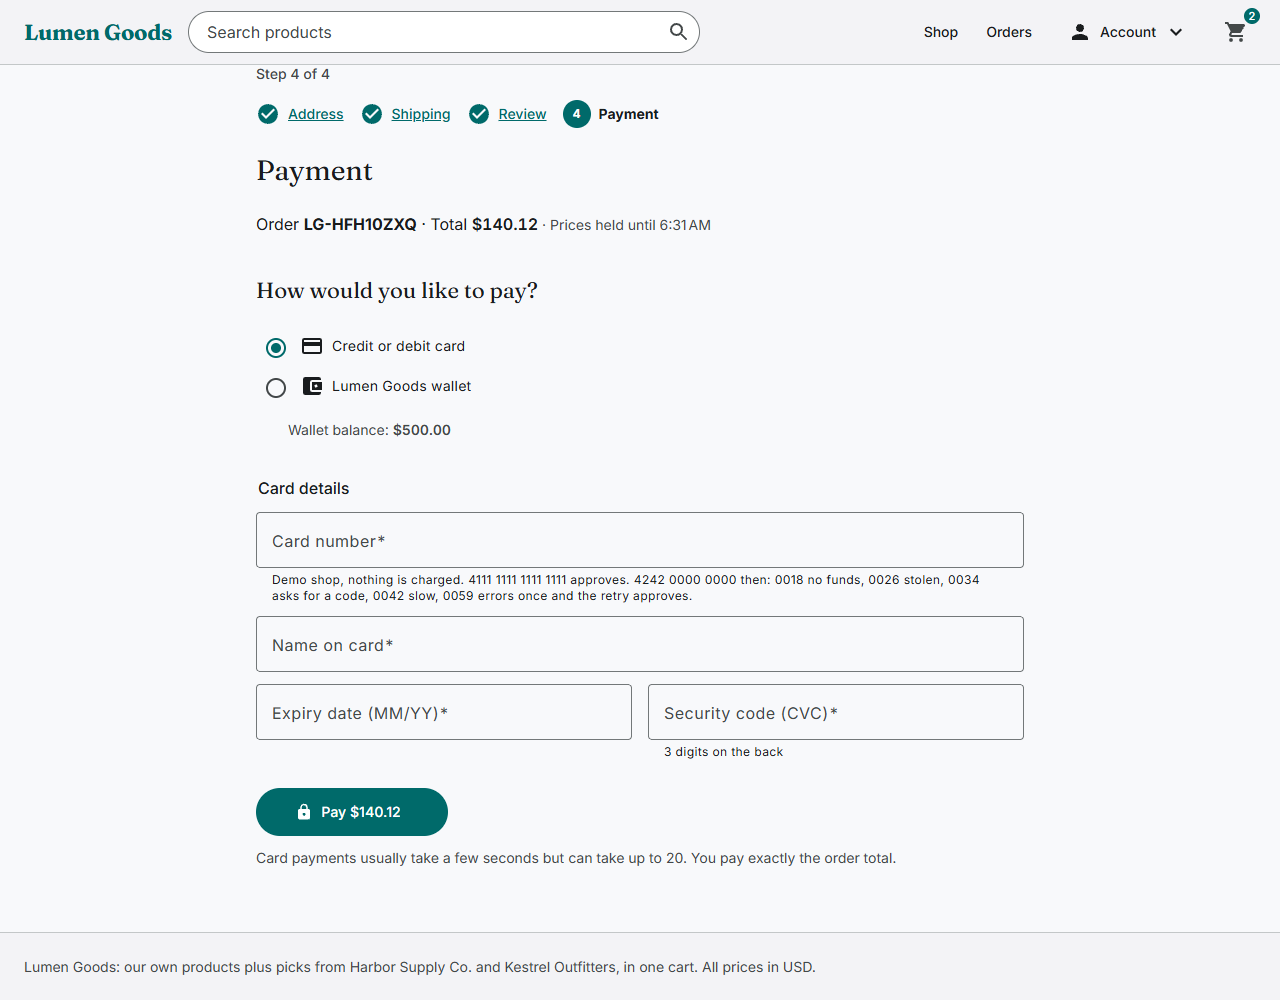 Lumen Goods
Search products
Shop
Orders
Account
2
Step 4 of 4
Address
Shipping
Review
4
Payment
Payment
Order LG-HFH10ZXQ · Total $140.12 · Prices held until 6:31 AM
How would you like to pay?
Credit or debit card
Lumen Goods wallet
Wallet balance: $500.00
Card details
Card number*
Demo shop, nothing is charged. 4111 1111 1111 1111 approves. 4242 0000 0000 then: 0018 no funds, 0026 stolen, 0034
asks for a code, 0042 slow, 0059 errors once and the retry approves.
Name on card*
Expiry date (MM/YY)*
Security code (CVC)*
3 digits on the back
Pay $140.12
Card payments usually take a few seconds but can take up to 20. You pay exactly the order total.
Lumen Goods: our own products plus picks from Harbor Supply Co. and Kestrel Outfitters, in one cart. All prices in USD.